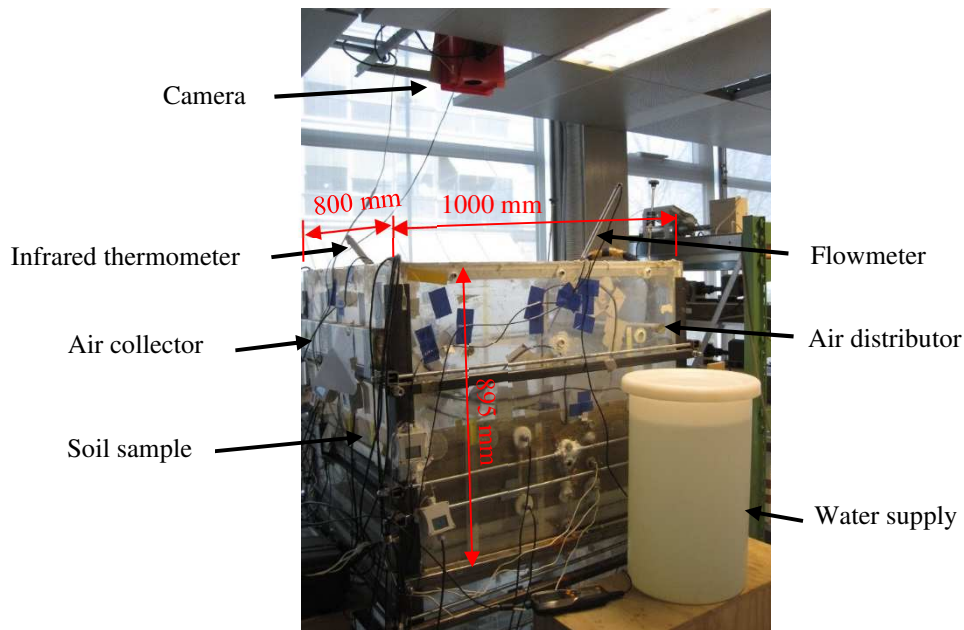 Camera
800 mm
1000 mm
Infrared thermometer
Flowmeter
Air collector
Air distributor
895 mm
Soil sample
Water supply